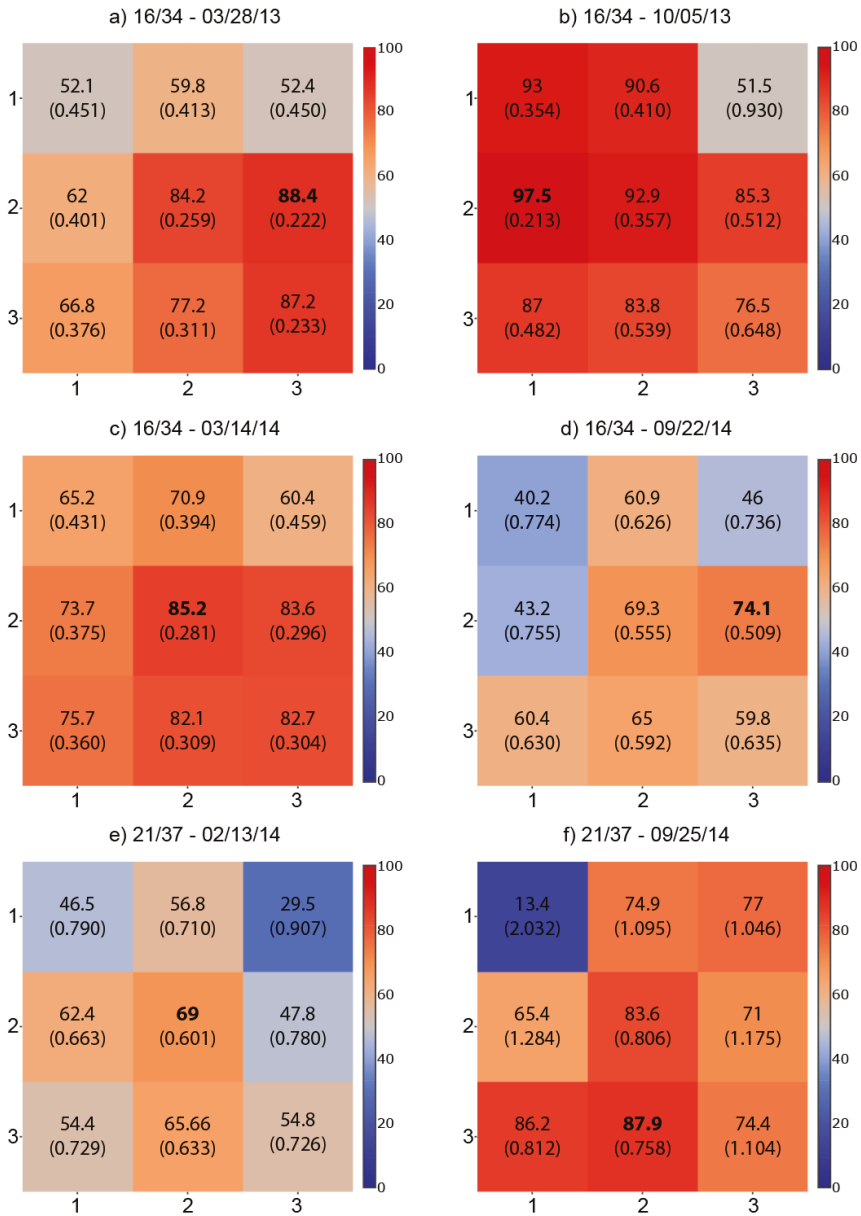 a) 16/34 - 03/28/13
1 52.1 59.8 52.4 100
(0.451) (0.413) (0.450) 80
2 62 84.2 88.4 60
(0.401) (0.259) (0.222) 40
3 66.8 77.2 87.2 20
(0.376) (0.311) (0.233) 0
1 2 3
b) 16/34 - 10/05/13
1 93 90.6 51.5 100
(0.354) (0.410) (0.930) 80
2 97.5 92.9 85.3 60
(0.213) (0.357) (0.512) 40
3 87 83.8 76.5 20
(0.482) (0.539) (0.648) 0
1 2 3
c) 16/34 - 03/14/14
1 65.2 70.9 60.4 100
(0.431) (0.394) (0.459) 80
2 73.7 85.2 83.6 60
(0.375) (0.281) (0.296) 40
3 75.7 82.1 82.7 20
(0.360) (0.309) (0.304) 0
1 2 3
d) 16/34 - 09/22/14
1 40.2 60.9 46 100
(0.774) (0.626) (0.736) 80
2 43.2 69.3 74.1 60
(0.755) (0.555) (0.509) 40
3 60.4 65 59.8 20
(0.630) (0.592) (0.635) 0
1 2 3
e) 21/37 - 02/13/14
1 46.5 56.8 29.5 100
(0.790) (0.710) (0.907) 80
2 62.4 69 47.8 60
(0.663) (0.601) (0.780) 40
3 54.4 65.66 54.8 20
(0.729) (0.633) (0.726) 0
1 2 3
f) 21/37 - 09/25/14
1 13.4 74.9 77 100
(2.032) (1.095) (1.046) 80
2 65.4 83.6 71 60
(1.284) (0.806) (1.175) 40
3 86.2 87.9 74.4 20
(0.812) (0.758) (1.104) 0
1 2 3